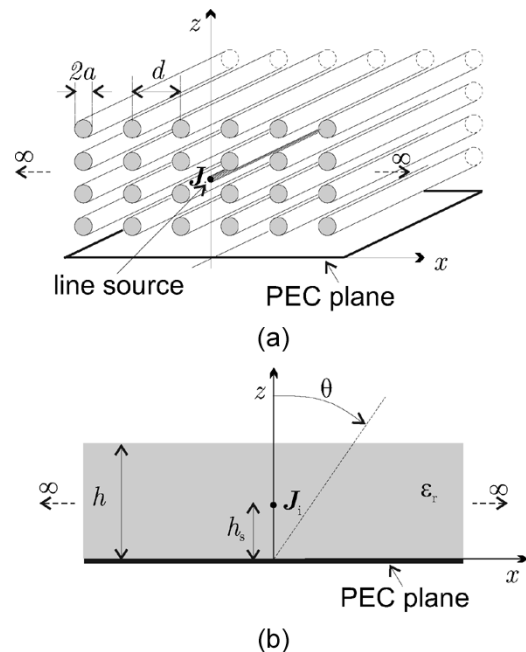 z
2a
d
∞
J
∞
line source
x
PEC plane
(a)
z
θ
∞
h
h_s
J_i
ε_r
∞
x
PEC plane
(b)